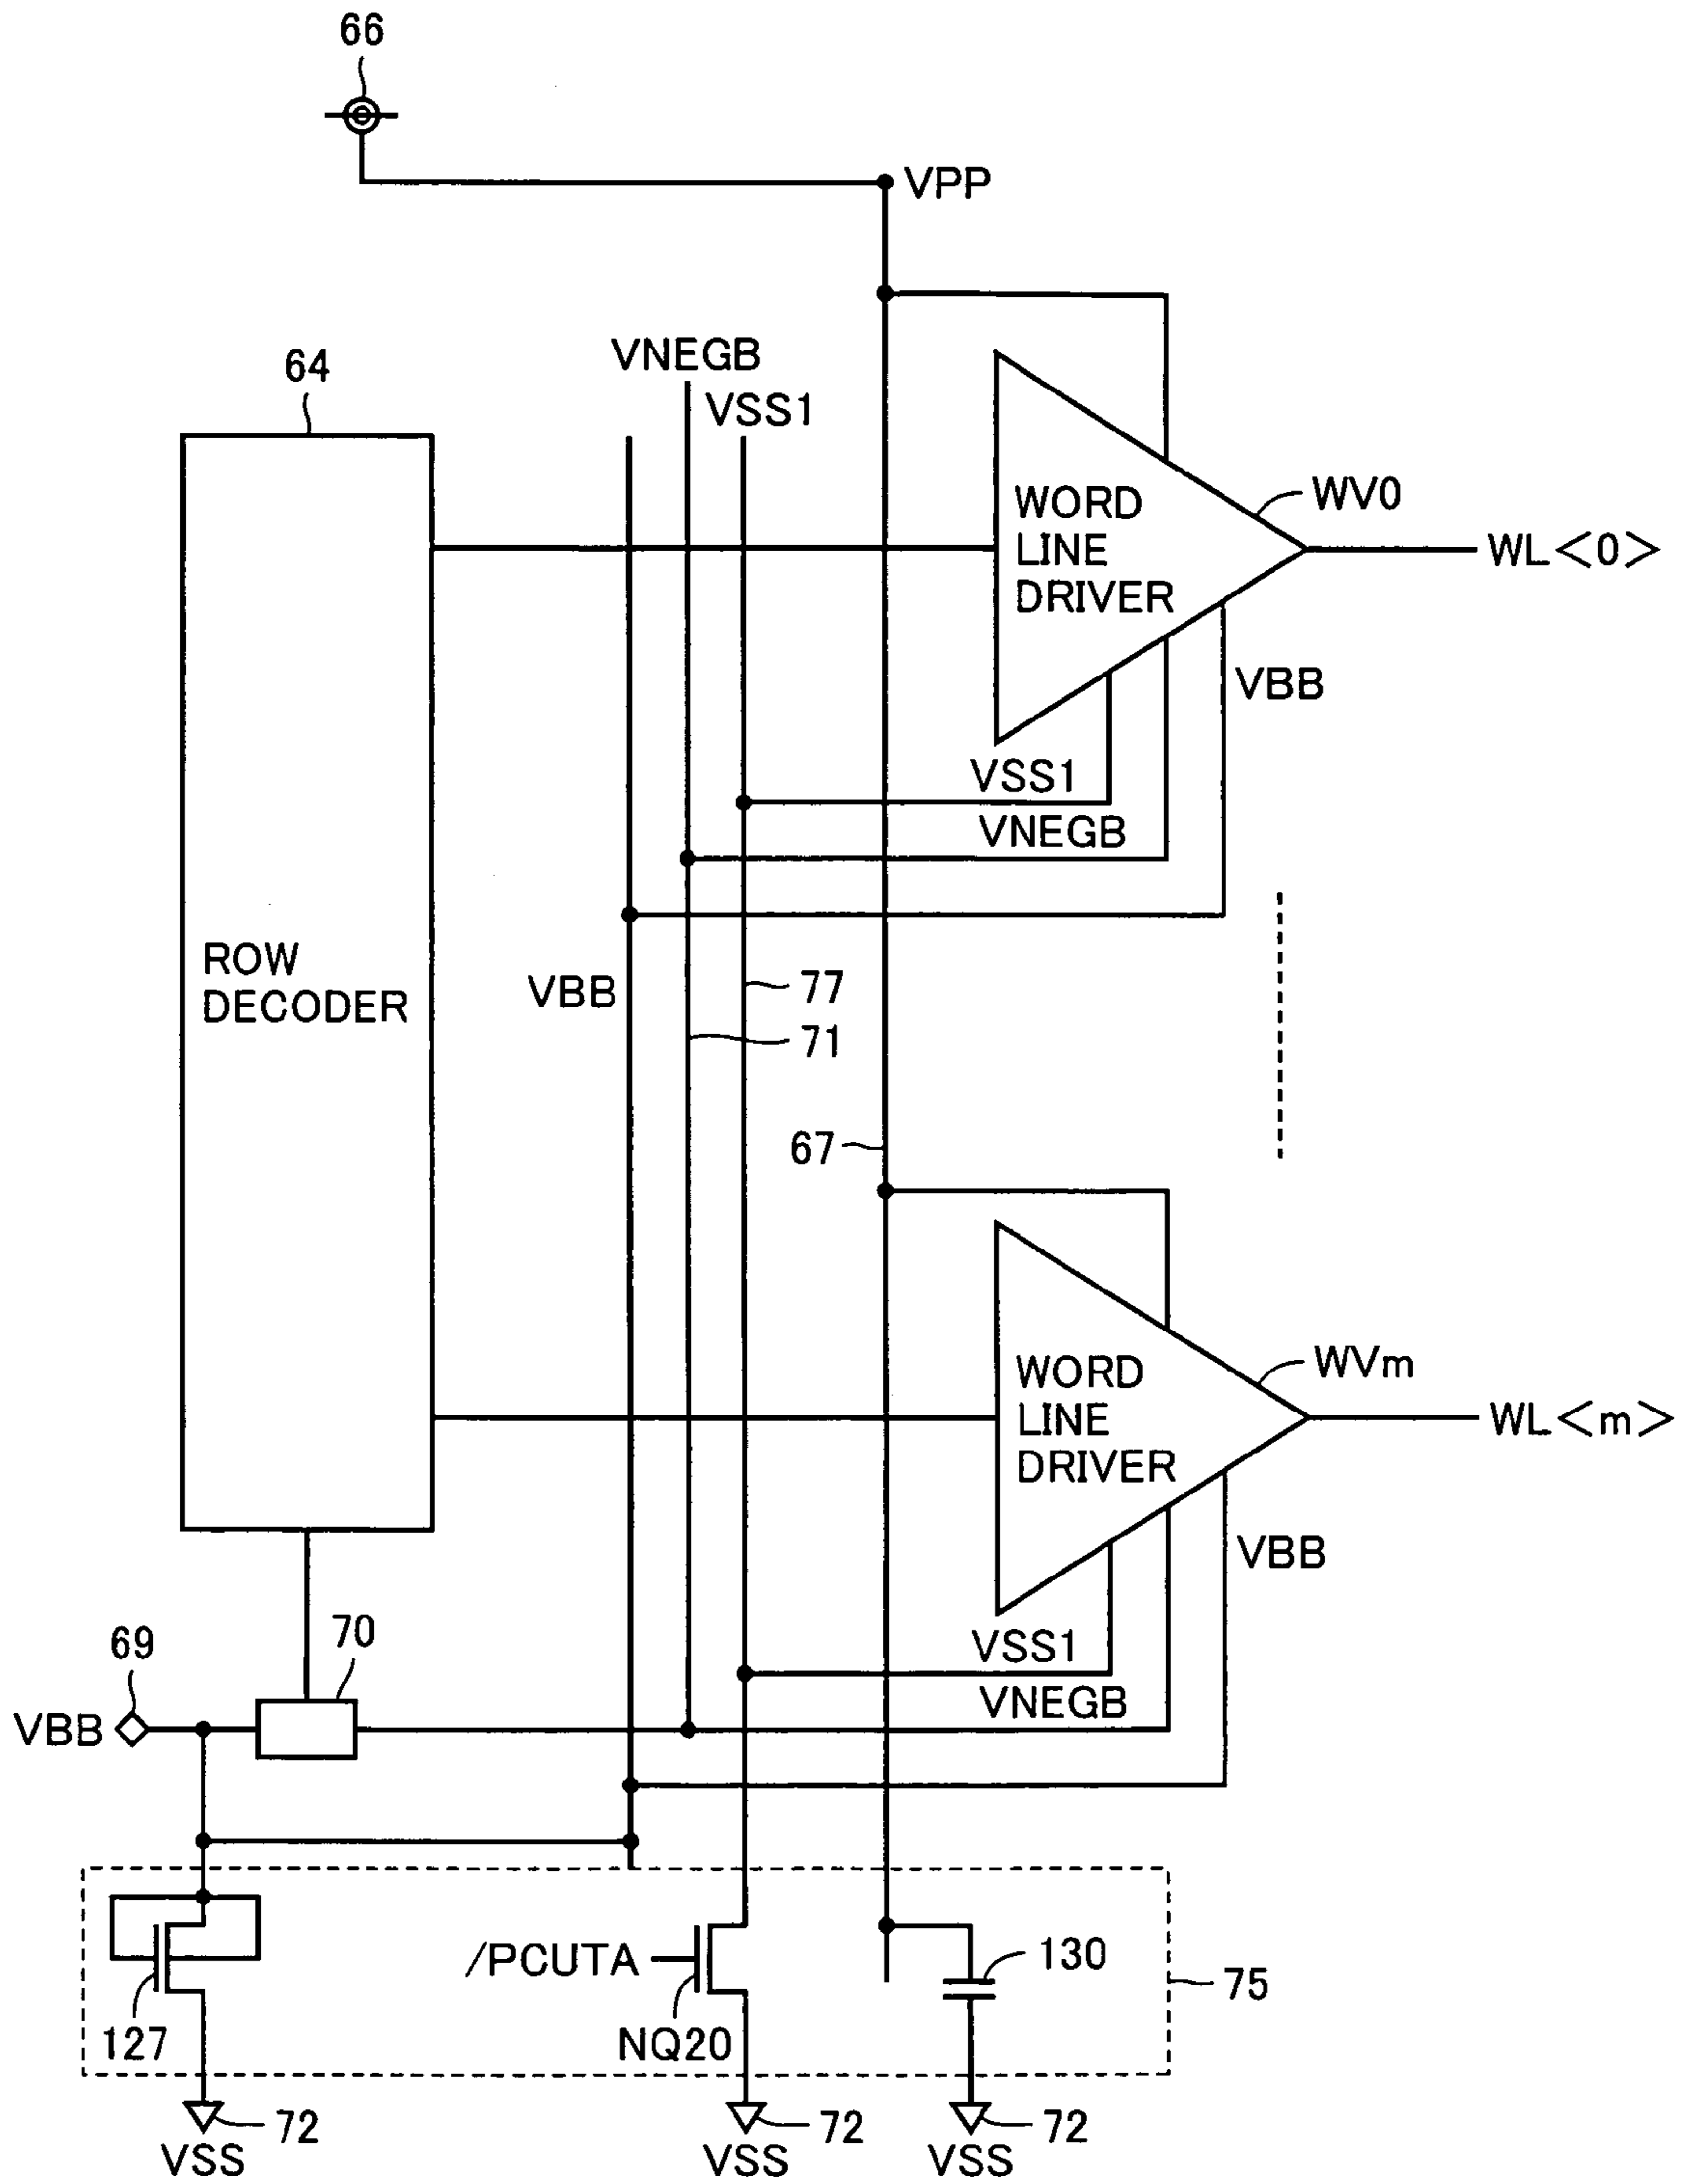 66
VPP
VNEGB
64
VSS1
WORD
LINE
DRIVER
WV0
WL<0>
VBB
VSS1
VNEGB
ROW
DECODER
VBB
77
71
67
WORD
LINE
DRIVER
WVm
WL<m>
VBB
70
69
VSS1
VNEGB
VBB
/PCUTA
130
75
127
NQ20
72
72
72
VSS
VSS
VSS